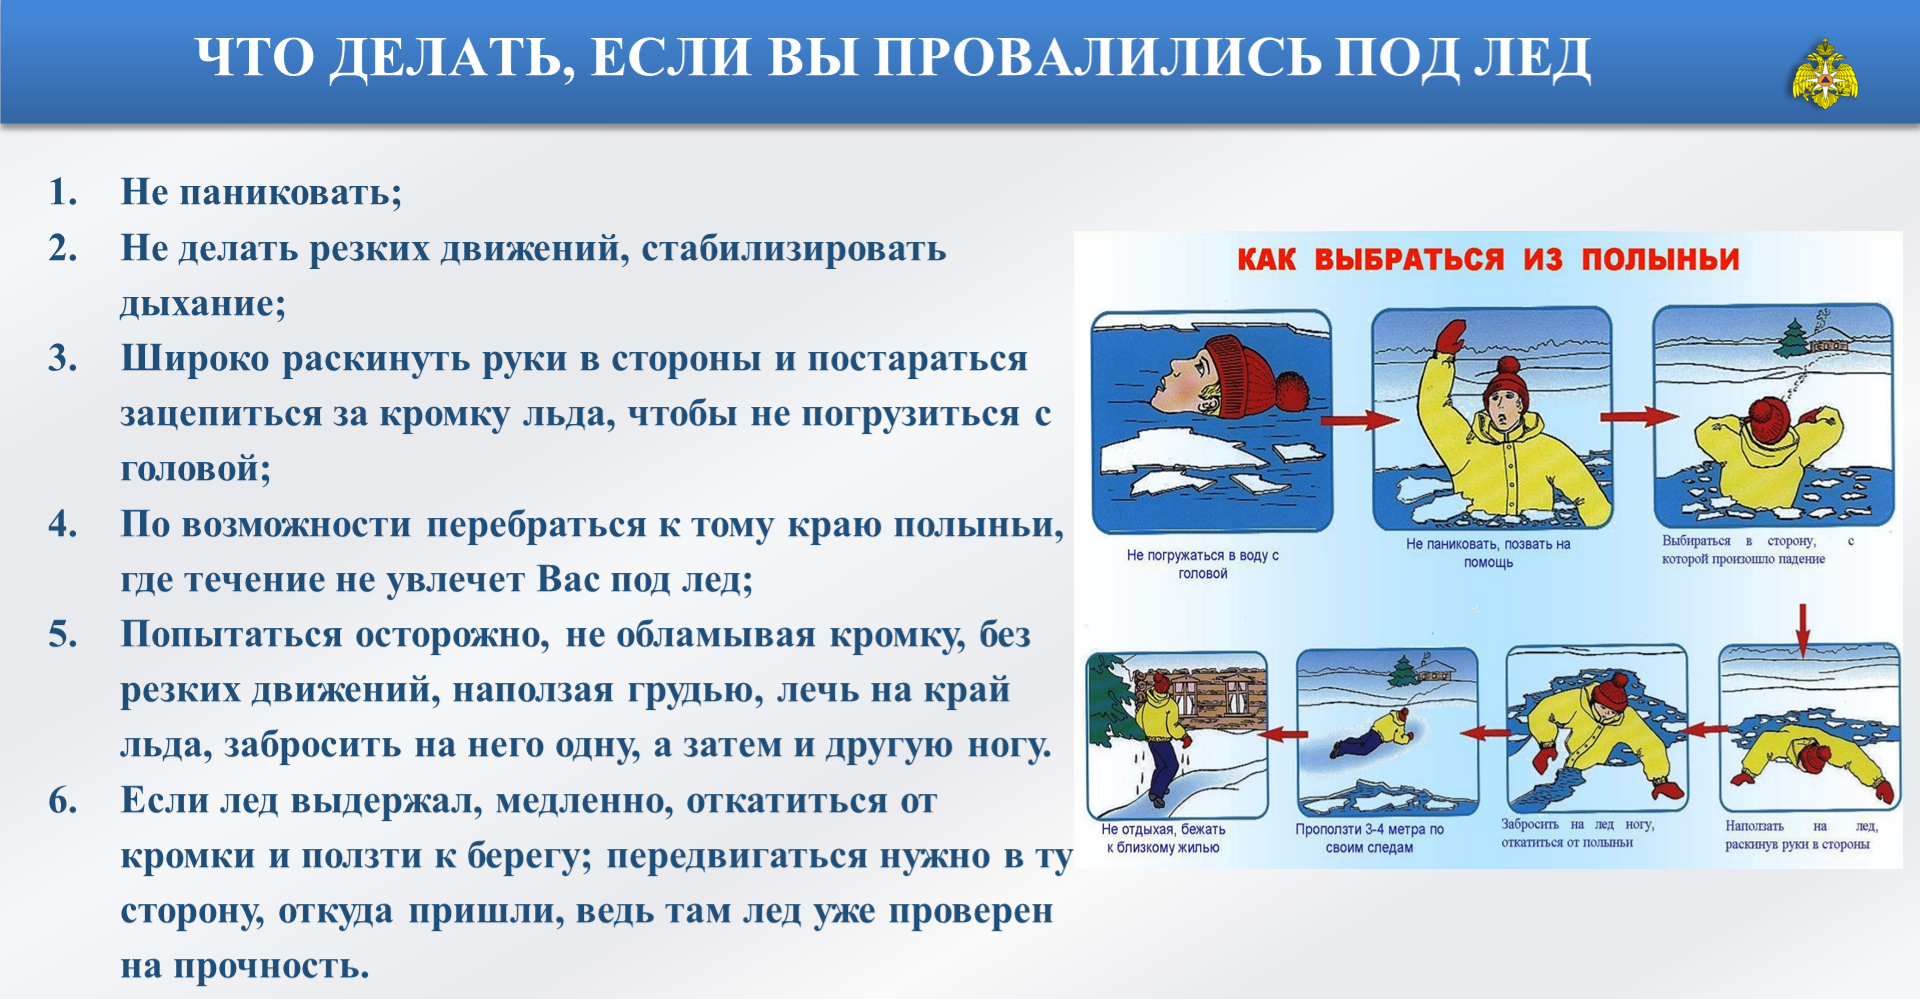 ЧТО ДЕЛАТЬ, ЕСЛИ ВЫ ПРОВАЛИЛИСЬ ПОД ЛЕД
1. Не паниковать;
2. Не делать резких движений, стабилизировать
дыхание;
3. Широко раскинуть руки в стороны и постараться
зацепиться за кромку льда, чтобы не погрузиться с
головой;
4. По возможности перебраться к тому краю полыньи,
где течение не увлечет Вас под лед;
5. Попытаться осторожно, не обламывая кромку, без
резких движений, наползая грудью, лечь на край
льда, забросить на него одну, а затем и другую ногу.
6. Если лед выдержал, медленно, откатиться от
кромки и ползти к берегу; передвигаться нужно в ту
сторону, откуда пришли, ведь там лед уже проверен
на прочность.
КАК ВЫБРАТЬСЯ ИЗ ПОЛЫНЬИ
Не погружаться в воду с
головой
Не паниковать, позвать на
помощь
Выбираться в сторону, с
которой произошло падение
Не отдыхая, бежать
к близкому жилью
Проползти 3-4 метра по
своим следам
Забросить на лед ногу,
откатиться от полыньи
Наползать на лед,
раскинув руки в стороны